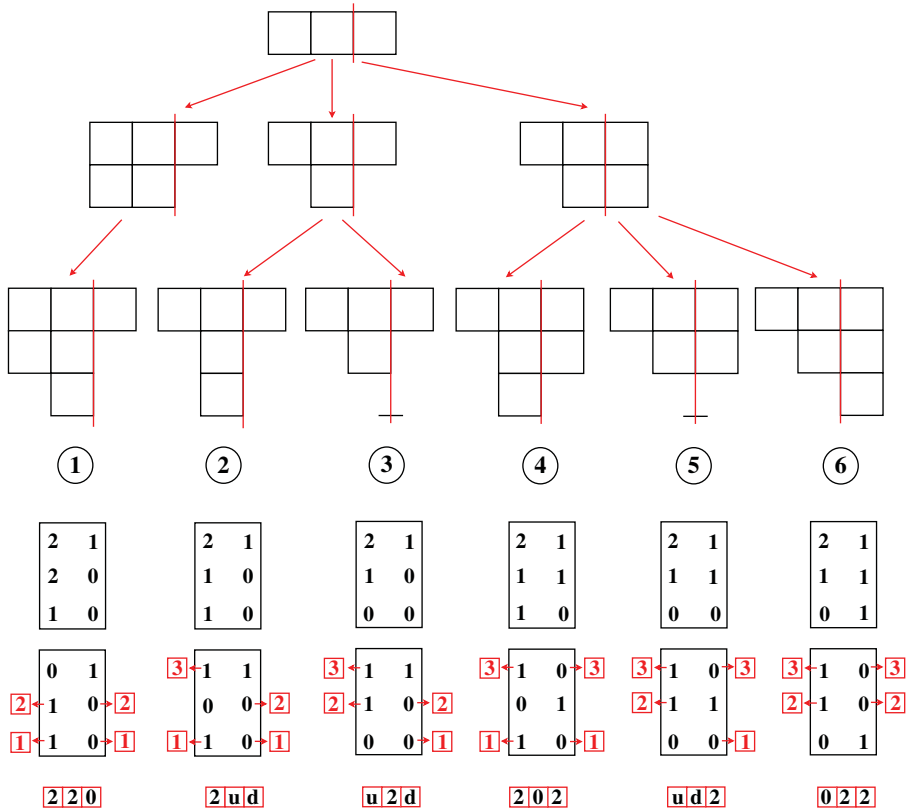 1 2 3 4 5 6
2 1 2 1 2 1 2 1 2 1 2 1
2 0 1 0 1 0 1 1 1 1 1 1
1 0 1 0 0 0 1 0 0 0 0 1
0 1 3 1 1 3 1 1 3 1 0 3 3 1 0 3 3 1 0 3
2 1 0 2 0 0 2 2 1 0 2 0 1 2 1 1 2 1 0 2
1 1 0 1 1 1 0 1 0 0 1 1 1 0 1 0 0 1 0 1
2 2 0 2 u d u 2 d 2 0 2 u d 2 0 2 2